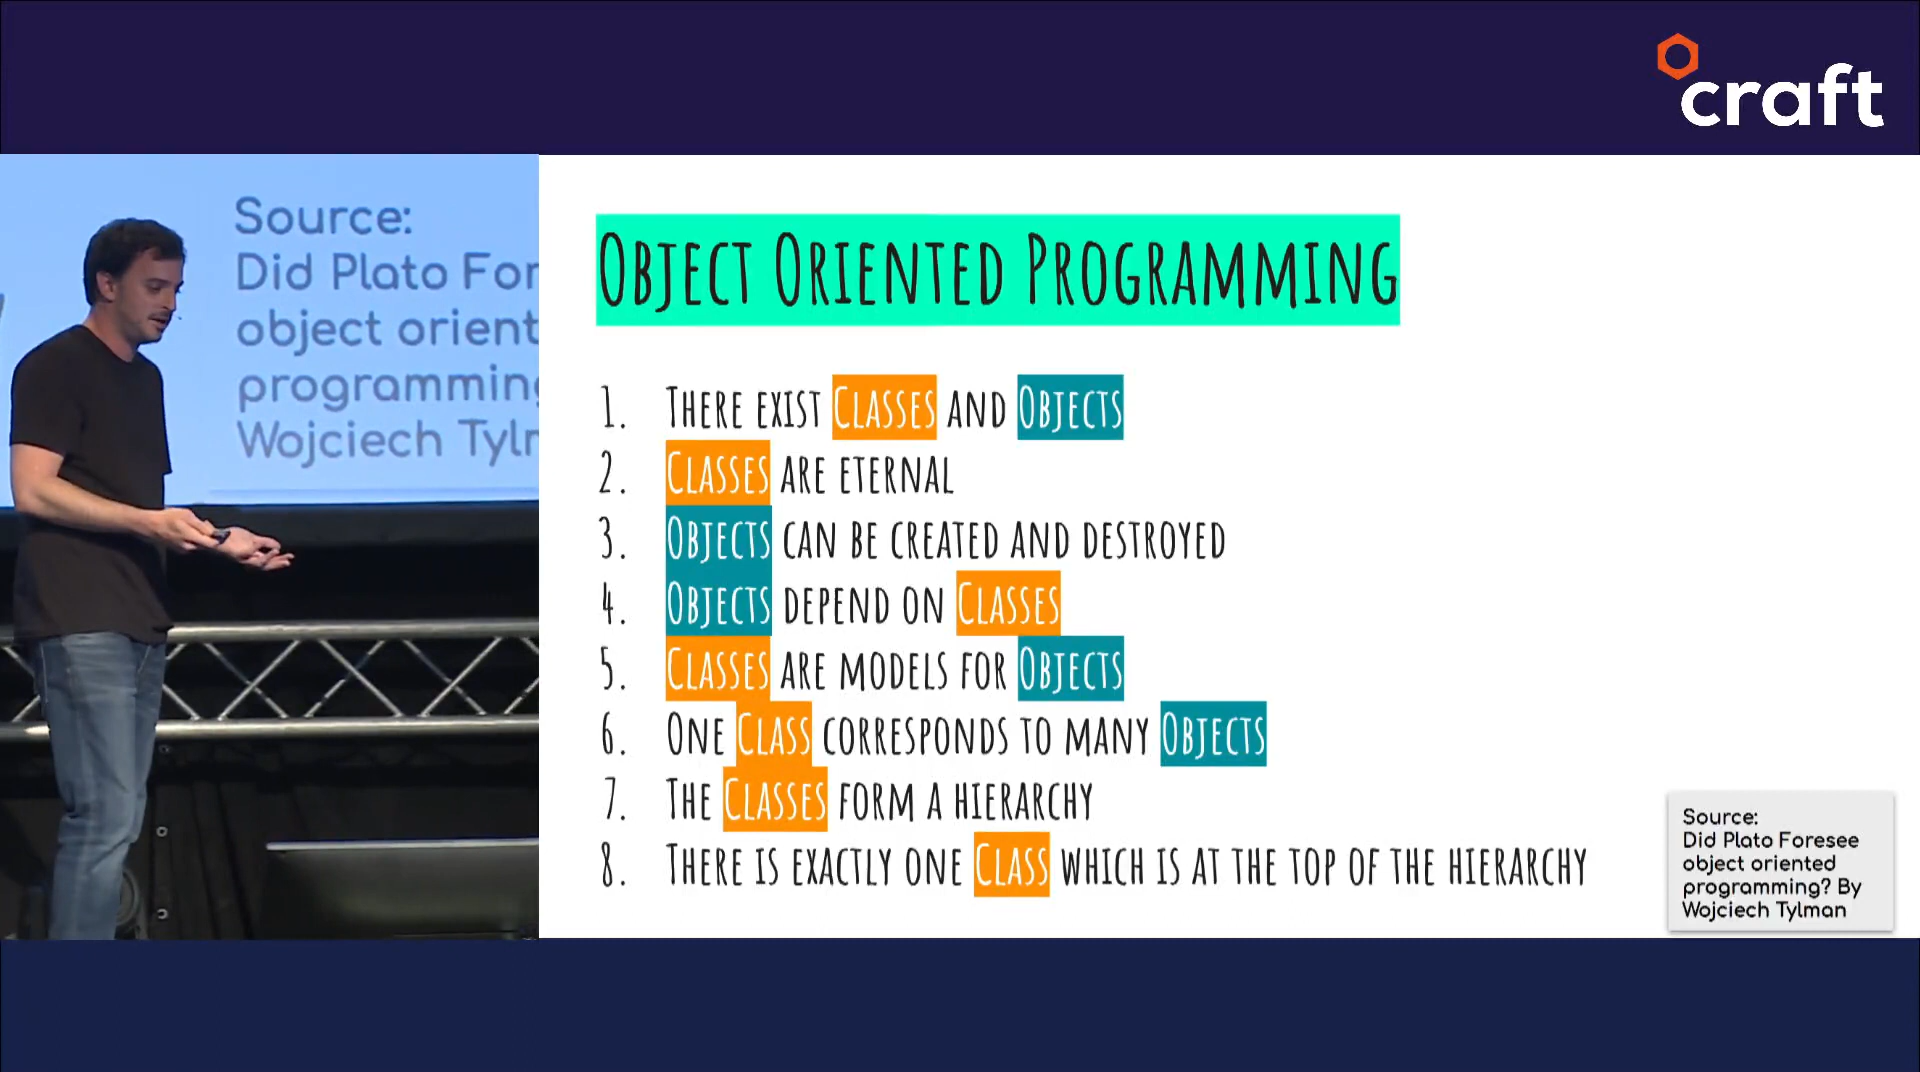 craft
Source:
Did Plato For
object orient
programming
Wojciech Tyl
Object Oriented Programming
1. There exist Classes and Objects
2. Classes are eternal
3. Objects can be created and destroyed
4. Objects depend on Classes
5. Classes are models for Objects
6. One Class corresponds to many Objects
7. The Classes form a hierarchy
8. There is exactly one Class which is at the top of the hierarchy
Source:
Did Plato Foresee
object oriented
programming? By
Wojciech Tylman